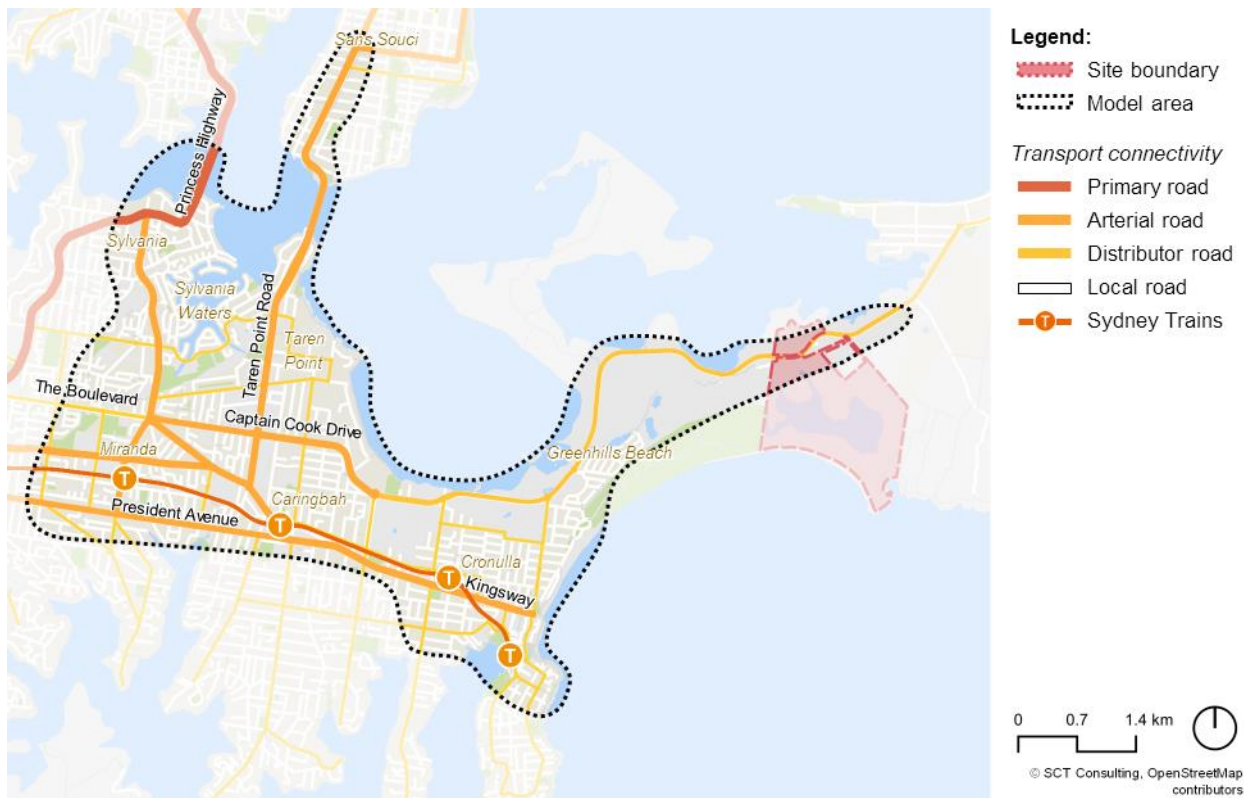 Sans Souci
Princess Highway
Sylvania
Sylvania
Waters
Taren Point Road
Taren
Point
The Boulevard
Captain Cook Drive
Miranda
Greenhills Beach
T
Caringbah
President Avenue
T
Cronulla
T
Kingsway
T
Legend:
Site boundary
Model area
Transport connectivity
Primary road
Arterial road
Distributor road
Local road
T
Sydney Trains
0 0.7 1.4 km
© SCT Consulting, OpenStreetMap
contributors